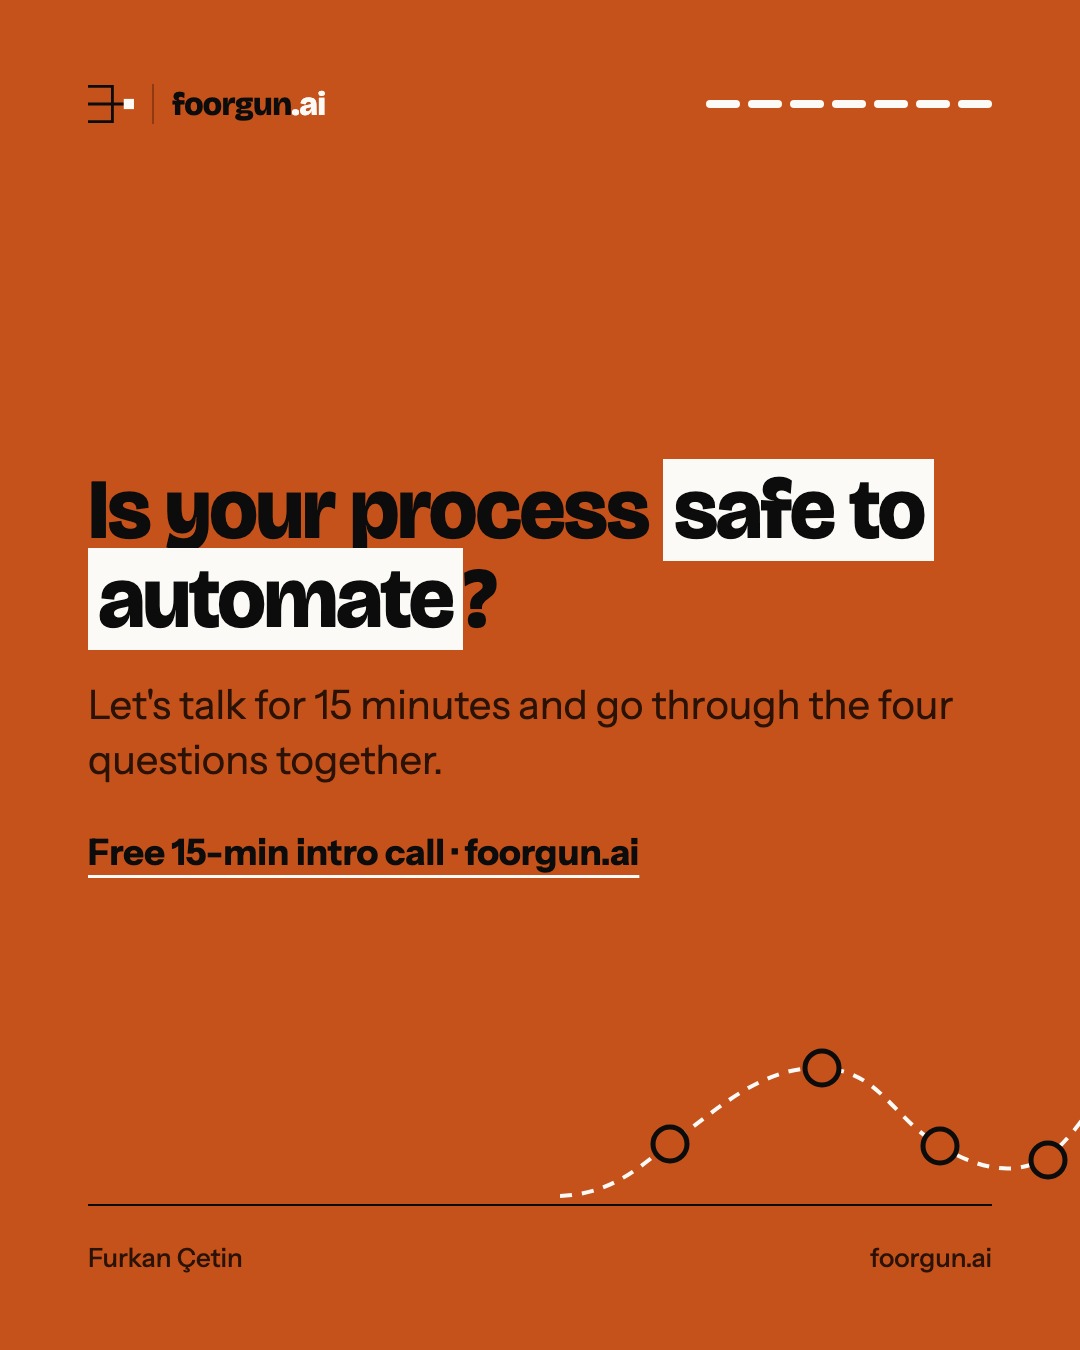 foorgun.ai
Is your process safe to
automate?
Let's talk for 15 minutes and go through the four
questions together.
Free 15-min intro call · foorgun.ai
Furkan Çetin
foorgun.ai